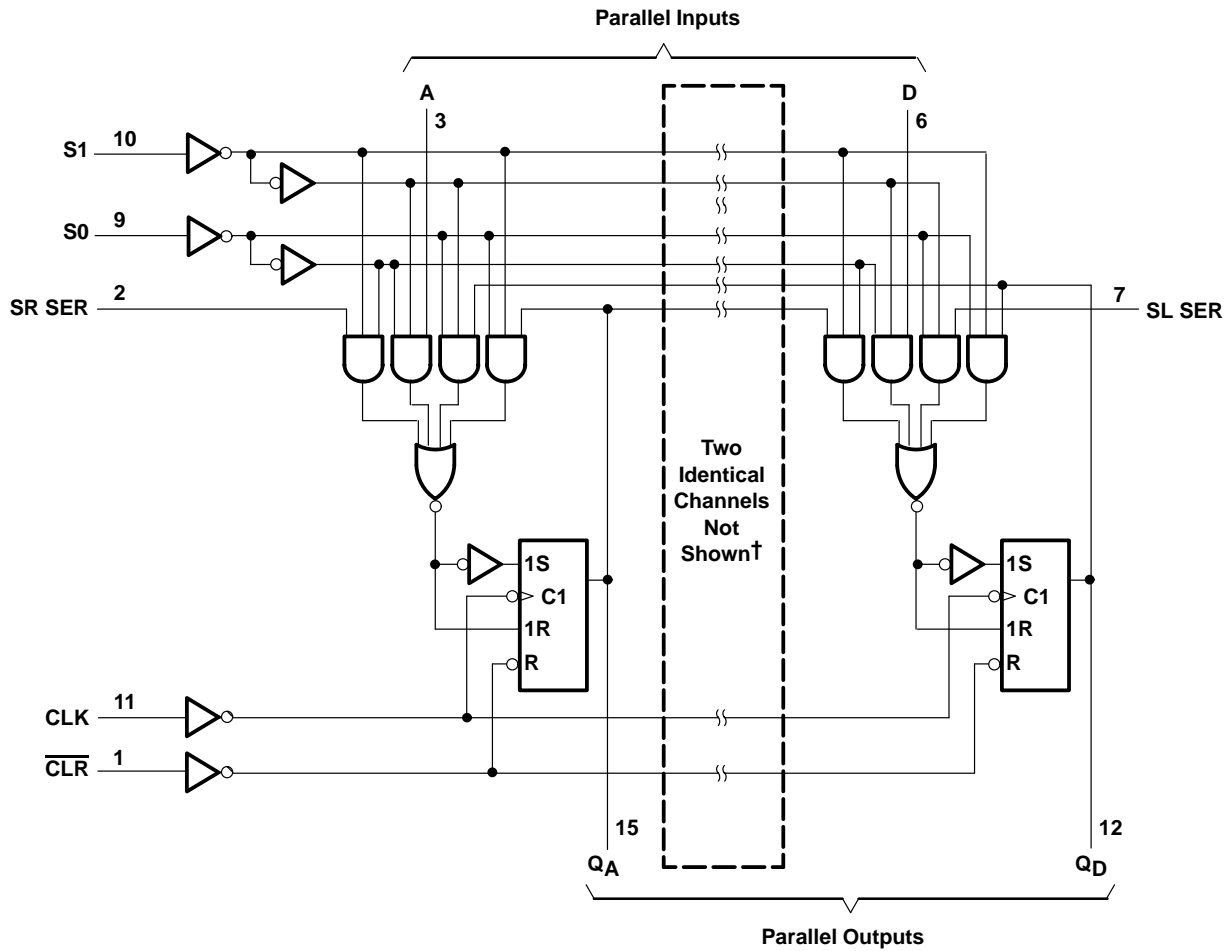 Parallel Inputs
A
D
3
6
S1
10
S0
9
SR SER
2
7
SL SER
Two
Identical
Channels
Not
Shown†
1S
C1
1R
R
1S
C1
1R
R
CLK
11
CLR
1
15
12
QA
QD
Parallel Outputs